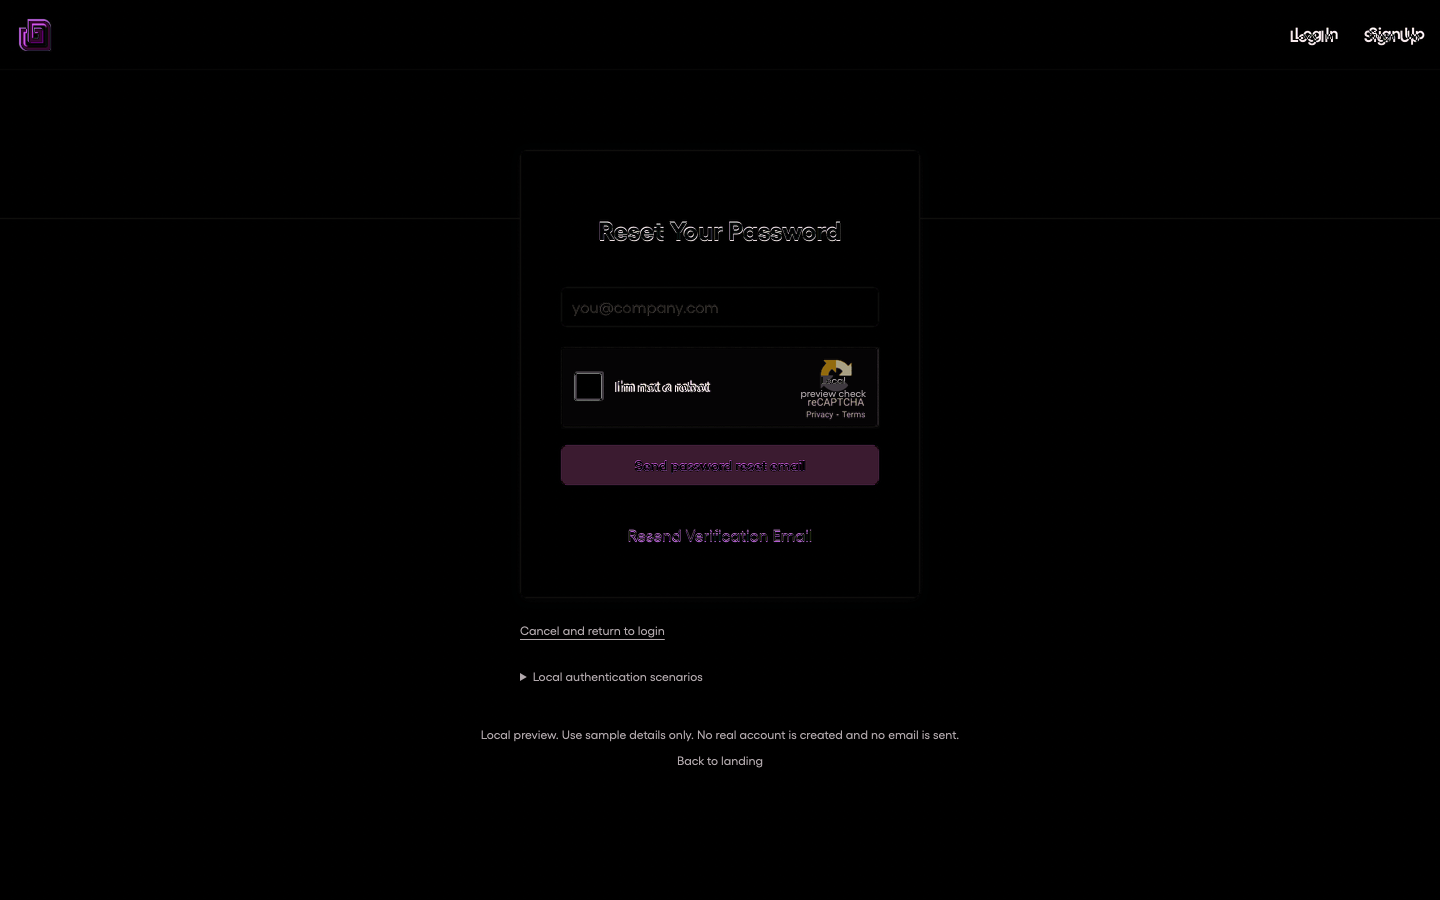 Log In Sign Up
Reset Your Password
you@company.com
I'm not a robot
preview check
reCAPTCHA
Privacy - Terms
Send password reset email
Resend Verification Email
Cancel and return to login
Local authentication scenarios
Local preview. Use sample details only. No real account is created and no email is sent.
Back to landing